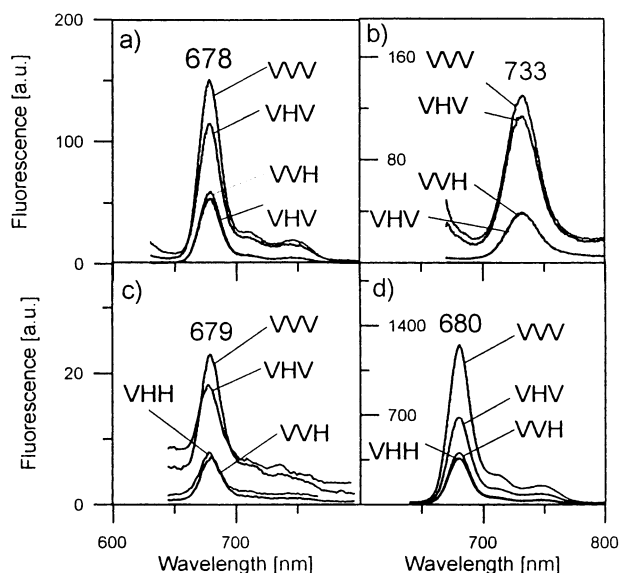 a)
200
100
0
Fluorescence [a.u.]
678
VVV
VHV
VVH
VHV
b)
160
80
733
VVV
VHV
VVH
VHV
c)
20
0
Fluorescence [a.u.]
679
VVV
VHV
VHH
VVH
600
700
Wavelength [nm]
d)
1400
700
680
VVV
VHV
VVH
VHH
700
800
Wavelength [nm]